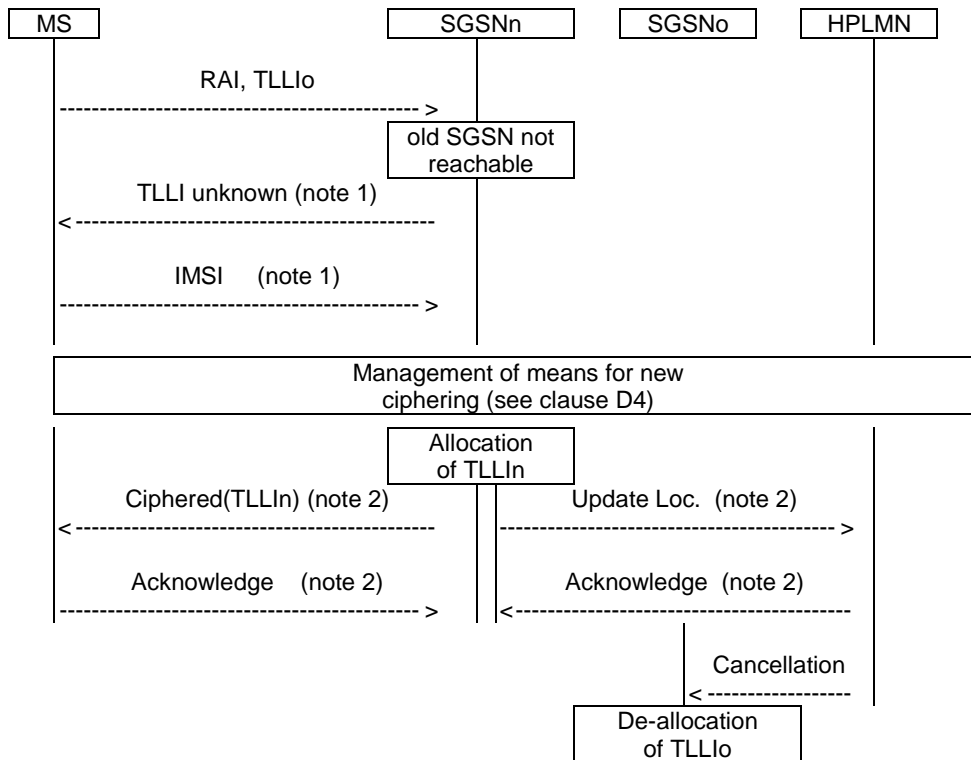 MS SGSNn SGSNo HPLMN
RAI, TLLIo
old SGSN not
reachable
TLLI unknown (note 1)
IMSI (note 1)
Management of means for new
ciphering (see clause D4)
Allocation
of TLLIn
Ciphered(TLLIn) (note 2) Update Loc. (note 2)
Acknowledge (note 2) Acknowledge (note 2)
Cancellation
De-allocation
of TLLIo